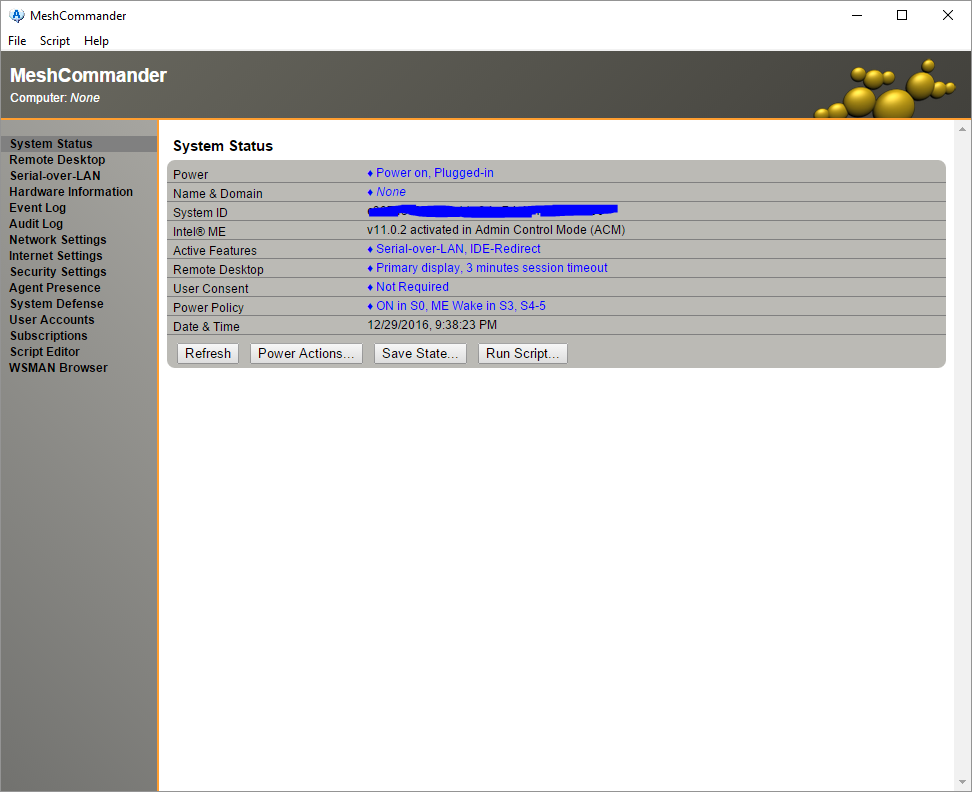 MeshCommander
File Script Help
MeshCommander
Computer: None
System Status
Remote Desktop
Serial-over-LAN
Hardware Information
Event Log
Audit Log
Network Settings
Internet Settings
Security Settings
Agent Presence
System Defense
User Accounts
Subscriptions
Script Editor
WSMAN Browser
System Status
Power ♦ Power on, Plugged-in
Name & Domain ♦ None
System ID
Intel® ME v11.0.2 activated in Admin Control Mode (ACM)
Active Features ♦ Serial-over-LAN, IDE-Redirect
Remote Desktop ♦ Primary display, 3 minutes session timeout
User Consent ♦ Not Required
Power Policy ♦ ON in S0, ME Wake in S3, S4-5
Date & Time 12/29/2016, 9:38:23 PM
Refresh Power Actions... Save State... Run Script...